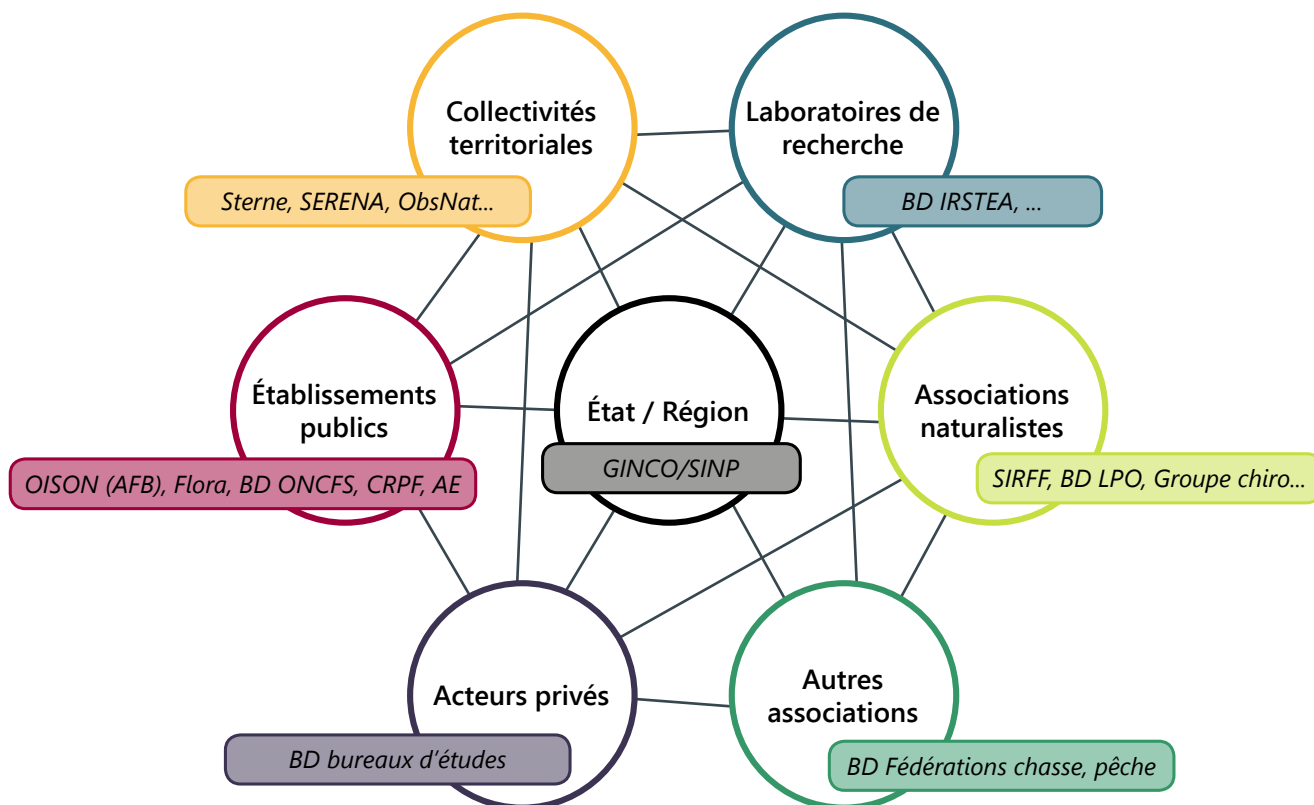 Collectivités
territoriales
Sterne, SERENA, ObsNat...
Laboratoires de
recherche
BD IRSTEA, ...
Établissements
publics
OISON (AFB), Flora, BD ONCFS, CRPF, AE
État / Région
GINCO/SINP
Associations
naturalistes
SIRFF, BD LPO, Groupe chiro...
Acteurs privés
BD bureaux d'études
Autres
associations
BD Fédérations chasse, pêche